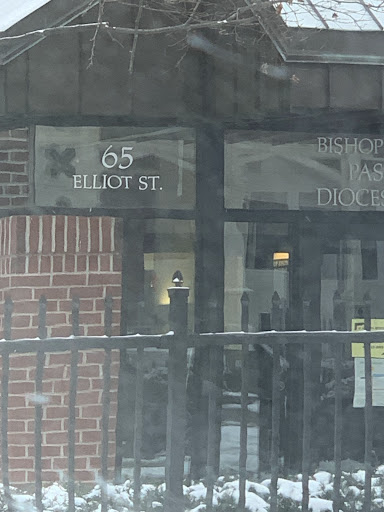 65
ELLIOT ST.
BISHOP
PAS
DIOCES